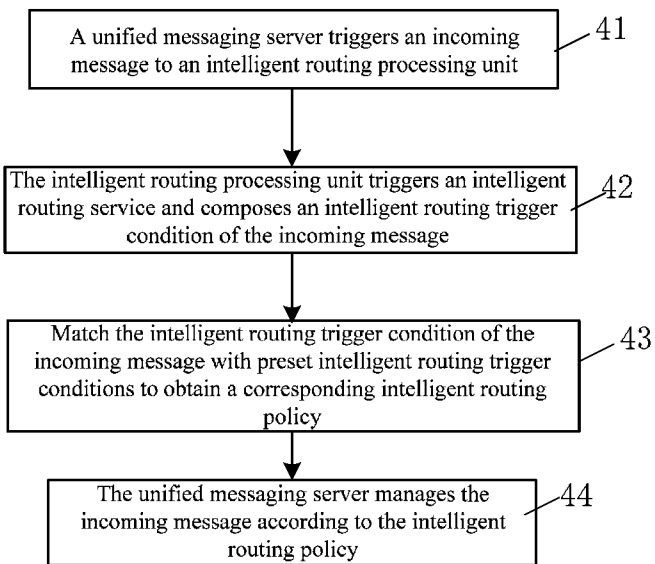 A unified messaging server triggers an incoming
message to an intelligent routing processing unit
41
The intelligent routing processing unit triggers an intelligent
routing service and composes an intelligent routing trigger
condition of the incoming message
42
Match the intelligent routing trigger condition of the
incoming message with preset intelligent routing trigger
conditions to obtain a corresponding intelligent routing
policy
43
The unified messaging server manages the
incoming message according to the intelligent
routing policy
44